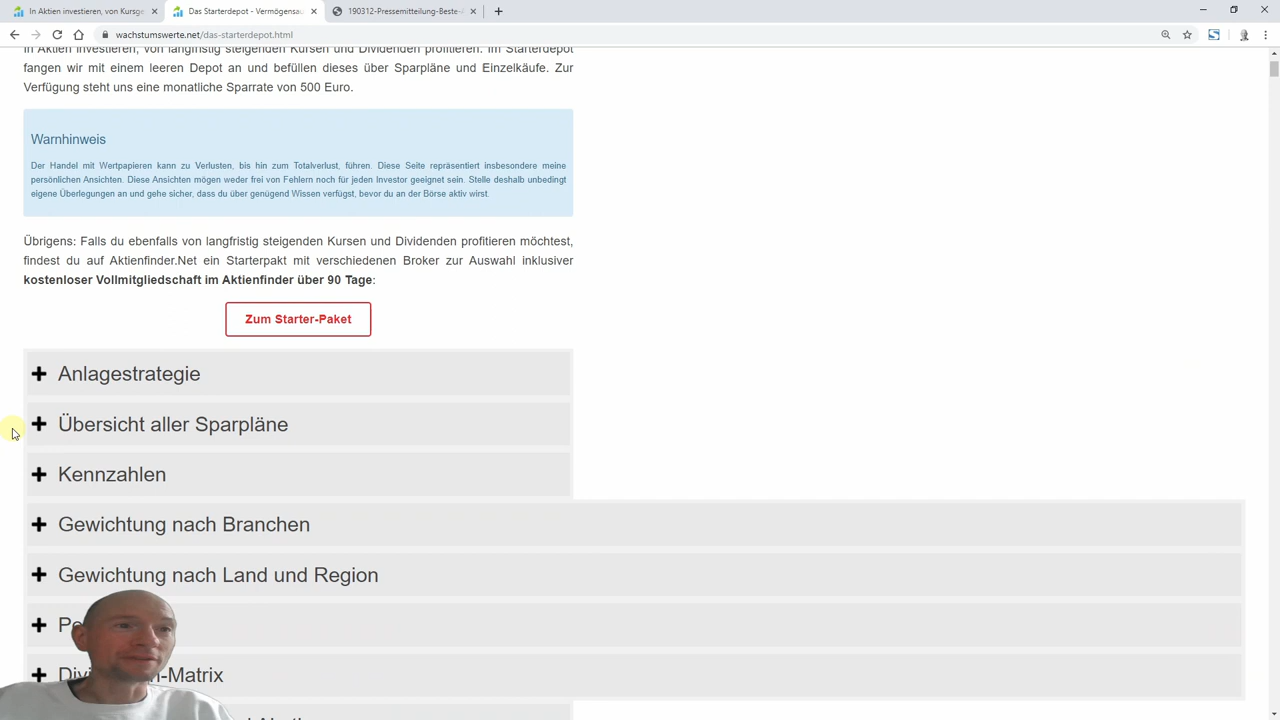 In Aktien investieren, von Kursge
Das Starterdepot - Vermögensau
190312-Pressemitteilung-Beste-A
wachstumswerte.net/das-starterdepot.html
In Aktien investieren, von langfristig steigenden Kursen und Dividenden profitieren. Im Starterdepot
fangen wir mit einem leeren Depot an und befüllen dieses über Sparpläne und Einzelkäufe. Zur
Verfügung steht uns eine monatliche Sparrate von 500 Euro.
Warnhinweis
Der Handel mit Wertpapieren kann zu Verlusten, bis hin zum Totalverlust, führen. Diese Seite repräsentiert insbesondere meine
persönlichen Ansichten. Diese Ansichten mögen weder frei von Fehlern noch für jeden Investor geeignet sein. Stelle deshalb unbedingt
eigene Überlegungen an und gehe sicher, dass du über genügend Wissen verfügst, bevor du an der Börse aktiv wirst.
Übrigens: Falls du ebenfalls von langfristig steigenden Kursen und Dividenden profitieren möchtest,
findest du auf Aktienfinder.Net ein Starterpakt mit verschiedenen Broker zur Auswahl inklusiver
kostenloser Vollmitgliedschaft im Aktienfinder über 90 Tage:
Zum Starter-Paket
Anlagestrategie
Übersicht aller Sparpläne
Kennzahlen
Gewichtung nach Branchen
Gewichtung nach Land und Region
-Matrix